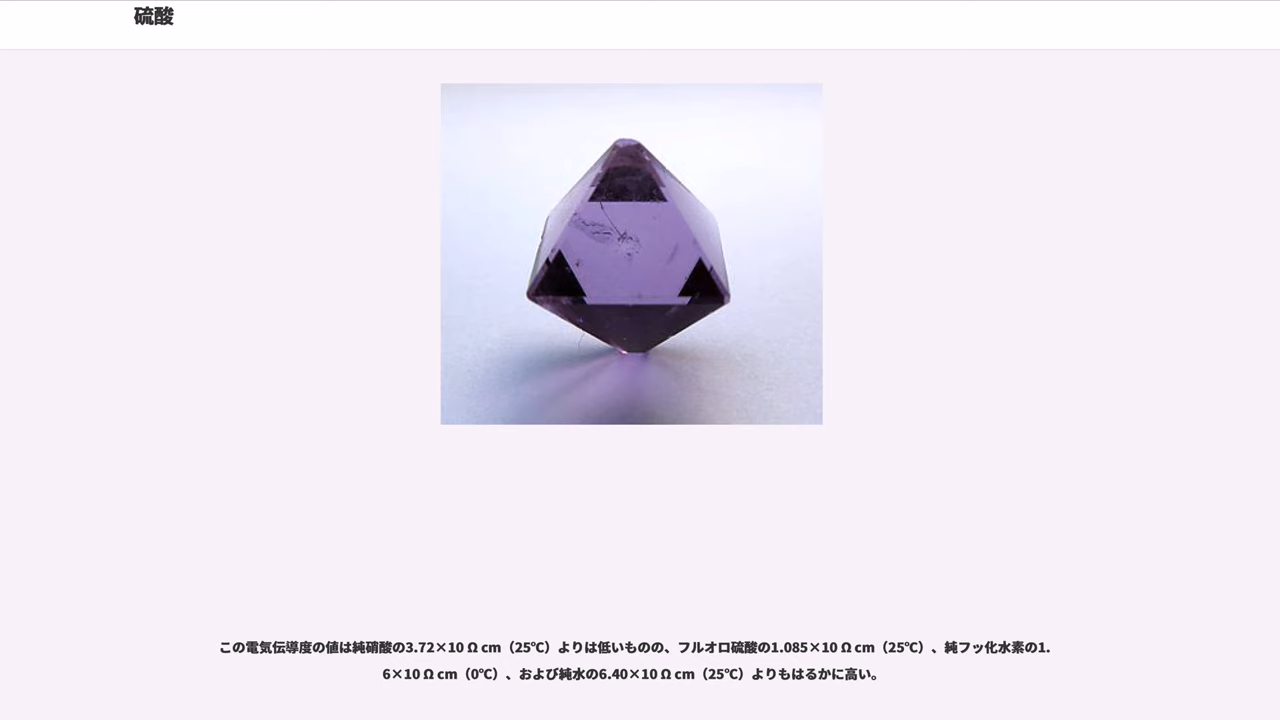 硫酸
この電気伝導度の値は純硝酸の3.72×10 Ω cm（25℃）よりは低いものの、フルオロ硫酸の1.085×10 Ω cm（25℃）、純フッ化水素の1.
6×10 Ω cm（0℃）、および純水の6.40×10 Ω cm（25℃）よりもはるかに高い。